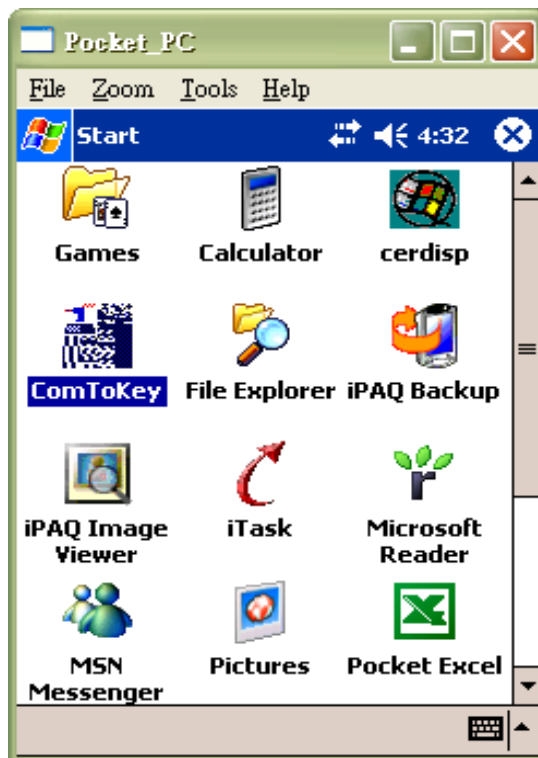 Pocket_PC
File Zoom Tools Help
Start 4:32
Games Calculator cerdisp
ComToKey File Explorer iPAQ Backup
iPAQ Image Viewer iTask Microsoft Reader
MSN Messenger Pictures Pocket Excel